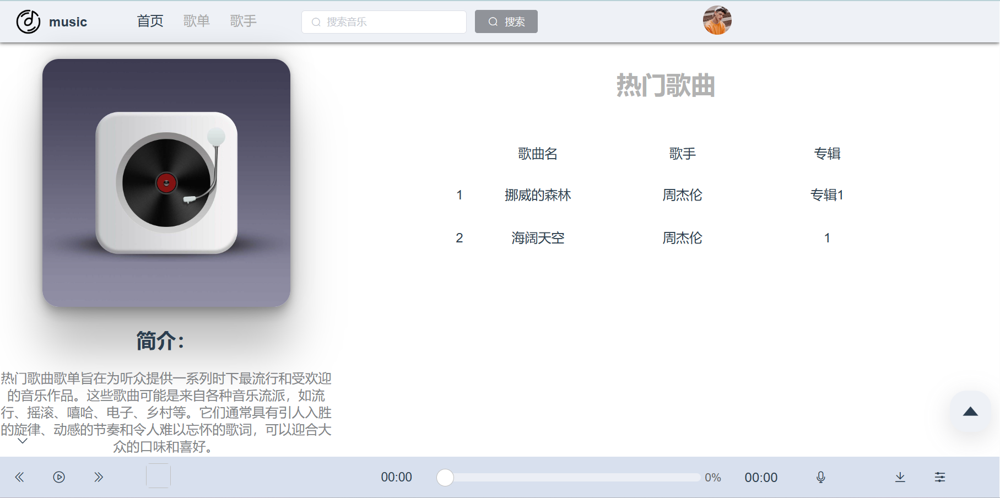 music 首页 歌单 歌手 搜索音乐 搜索
热门歌曲
歌曲名 歌手 专辑
1 挪威的森林 周杰伦 专辑1
2 海阔天空 周杰伦 1
简介：
热门歌曲歌单旨在为听众提供一系列时下最流行和受欢迎
的音乐作品。这些歌曲可能是来自各种音乐流派，如流
行、摇滚、嘻哈、电子、乡村等。它们通常具有引人入胜
的旋律、动感的节奏和令人难以忘怀的歌词，可以迎合大
众的口味和喜好。
00:00 0% 00:00